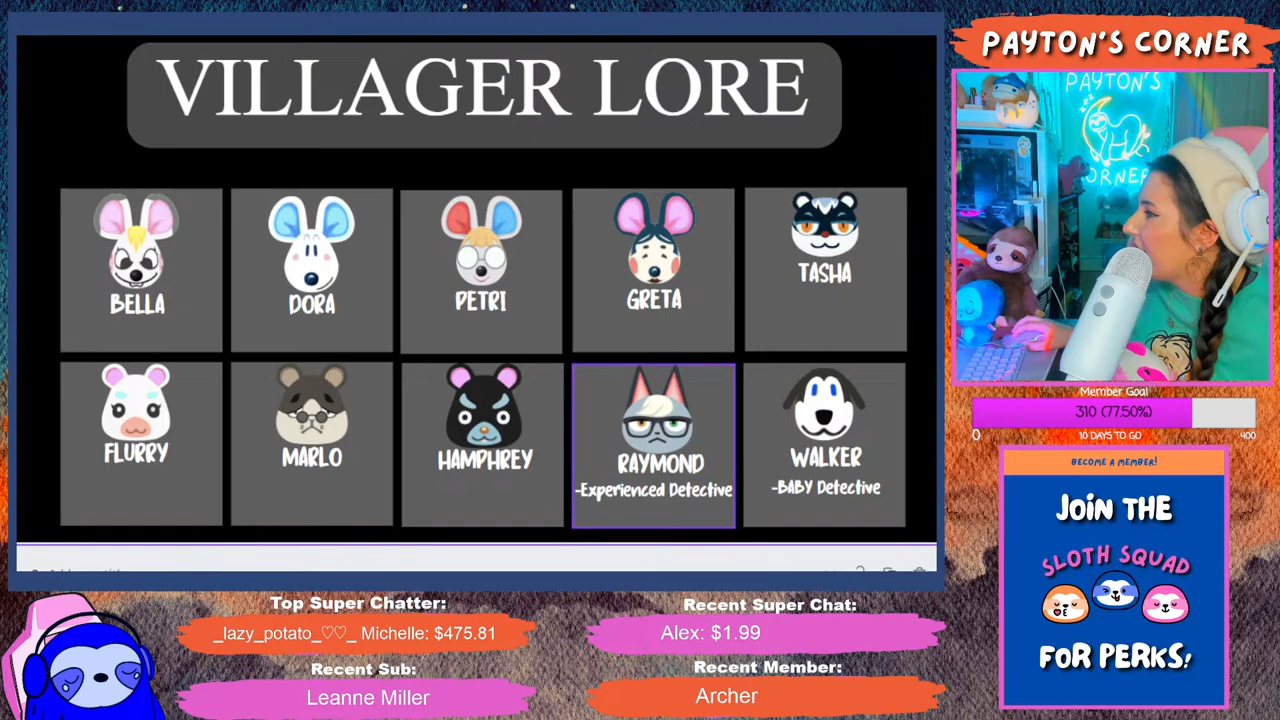 VILLAGER LORE
BELLA
DORA
PETRI
GRETA
TASHA
FLURRY
MARLO
HAMPHREY
RAYMOND
-Experienced Detective
WALKER
-BABY Detective
PAYTON'S CORNER
PAYTON'S
CORNER
Member Goal
310 (77.50%)
0
10 DAYS TO GO
400
BECOME A MEMBER!
JOIN THE
SLOTH SQUAD
FOR PERKS!
Top Super Chatter:
_lazy_potato_♡♡_ Michelle: $475.81
Recent Sub:
Leanne Miller
Recent Super Chat:
Alex: $1.99
Recent Member:
Archer